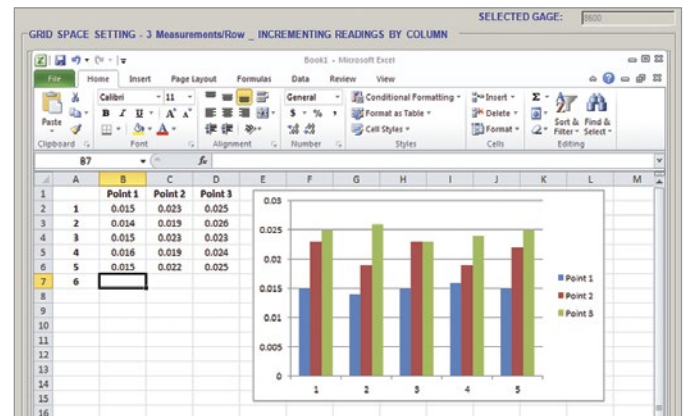 SELECTED GAGE: 8600
GRID SPACE SETTING - 3 Measurements/Row _ INCREMENTING READINGS BY COLUMN
Book1 - Microsoft Excel
File Home Insert Page Layout Formulas Data Review View
Calibri 11 A A General Conditional Formatting Insert Σ
Paste B I U A $ % , Format as Table Delete Sort & Find &
Cell Styles Format Filter Select
Clipboard Font Alignment Number Styles Cells Editing
B7 fx
A B C D E F G H I J K L M
1 Point 1 Point 2 Point 3
2 1 0.015 0.023 0.025
3 2 0.014 0.019 0.026
4 3 0.015 0.023 0.023
5 4 0.016 0.019 0.024
6 5 0.015 0.022 0.025
7 6
8
9
10
11
12
13
14
15
16
0.03
0.025
0.02
0.015
0.01
0.005
0
1 2 3 4 5
Point 1
Point 2
Point 3